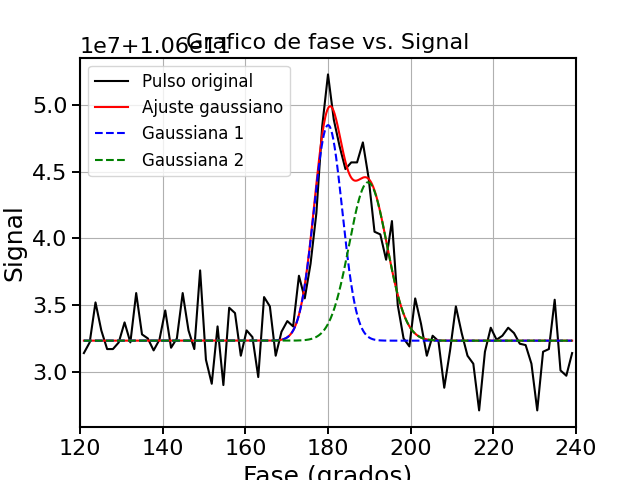 1e7+1.06e11
Grafico de fase vs. Signal
Pulso original
Ajuste gaussiano
Gaussiana 1
Gaussiana 2
5.0
4.5
4.0
3.5
3.0
Signal
120 140 160 180 200 220 240
Fase (grados)